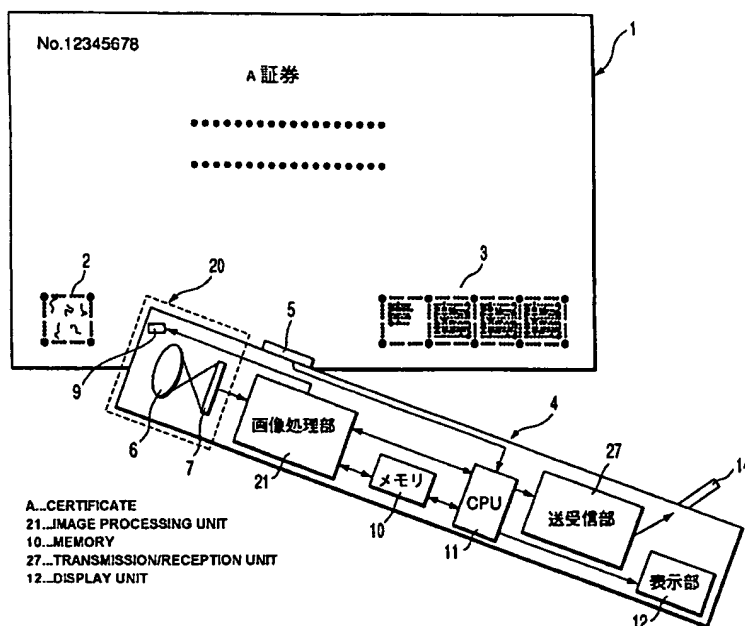 No.12345678
1
A 証券
2
3
20
5
9
4
6
7
画像処理部
21
メモリ
10
CPU
11
27
送受信部
14
表示部
12
A...CERTIFICATE
21...IMAGE PROCESSING UNIT
10...MEMORY
27...TRANSMISSION/RECEPTION UNIT
12...DISPLAY UNIT